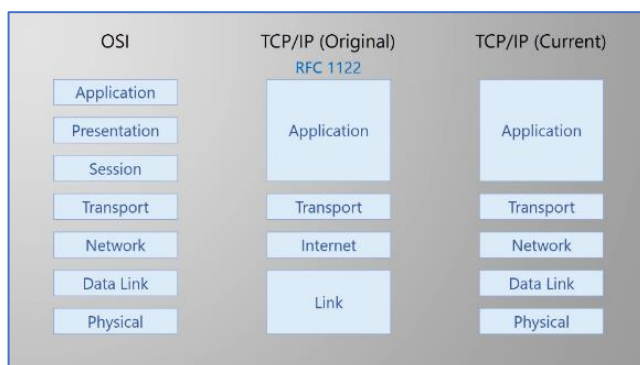 OSI
Application
Presentation
Session
Transport
Network
Data Link
Physical
TCP/IP (Original)
RFC 1122
Application
Transport
Internet
Link
TCP/IP (Current)
Application
Transport
Network
Data Link
Physical